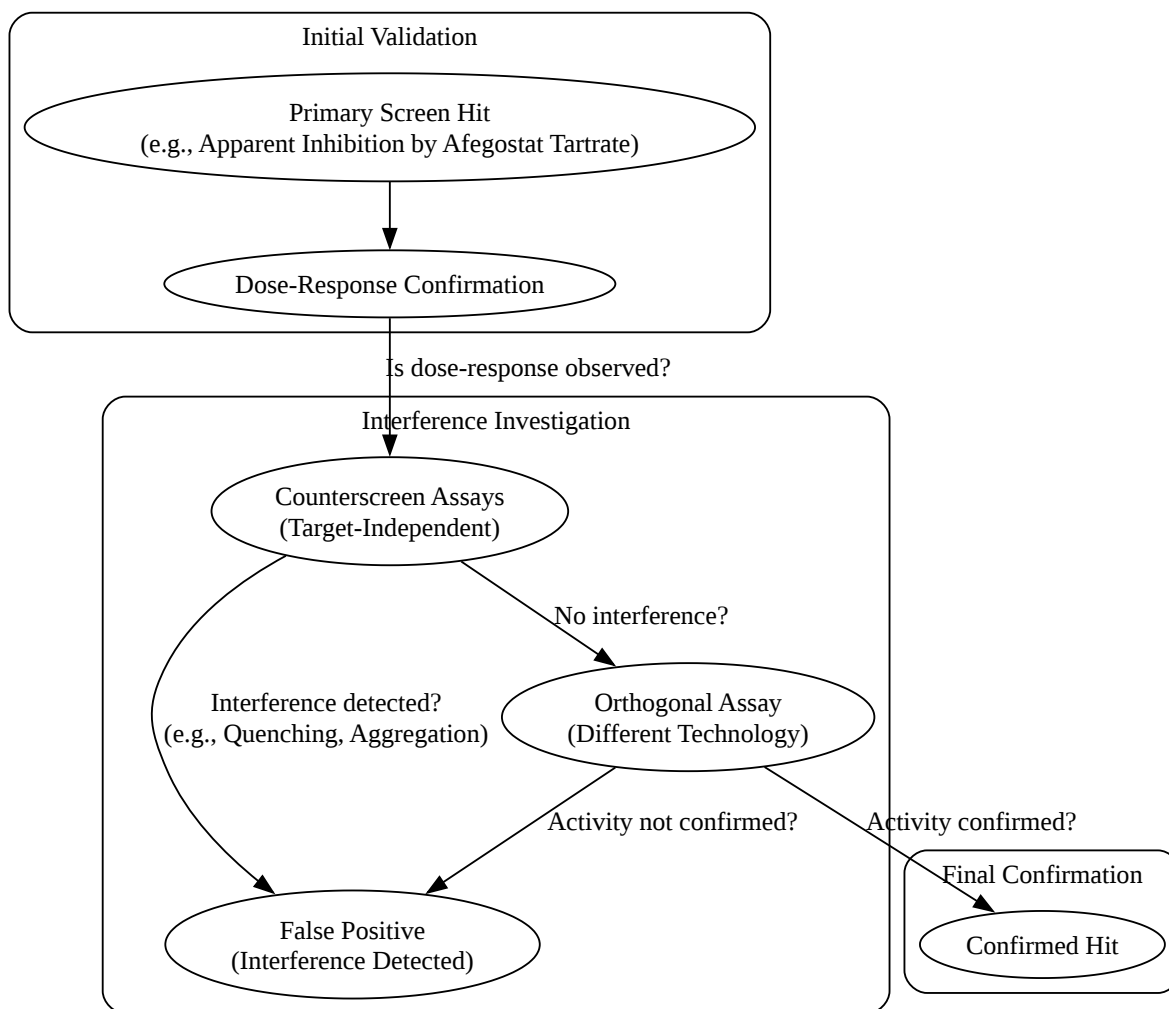 Initial Validation
Primary Screen Hit
(e.g., Apparent Inhibition by Afegostat Tartrate)
Dose-Response Confirmation
Is dose-response observed?
Interference Investigation
Counterscreen Assays
(Target-Independent)
No interference?
Interference detected?
(e.g., Quenching, Aggregation)
Orthogonal Assay
(Different Technology)
Activity not confirmed?
Activity confirmed?
Final Confirmation
False Positive
(Interference Detected)
Confirmed Hit